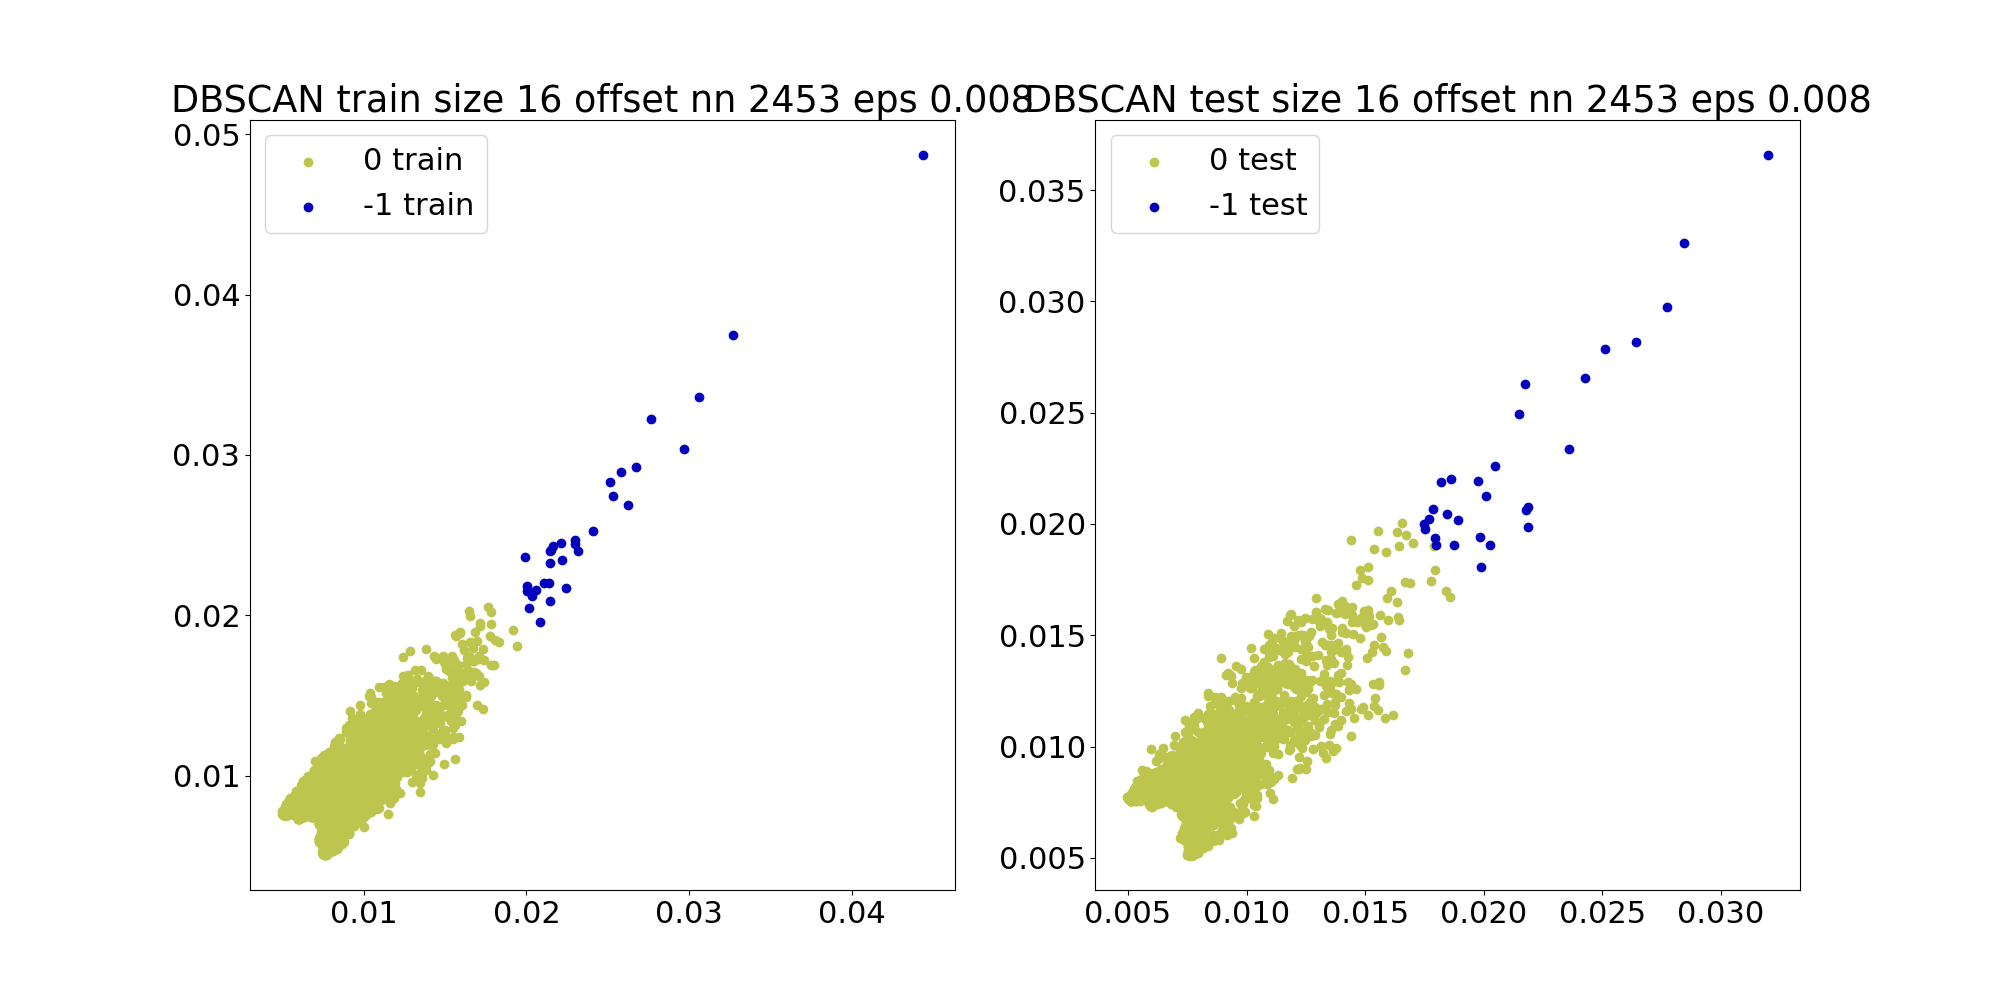 DBSCAN train size 16 offset nn 2453 eps 0.008
0 train
-1 train
0.05
0.04
0.03
0.02
0.01
0.01 0.02 0.03 0.04
DBSCAN test size 16 offset nn 2453 eps 0.008
0 test
-1 test
0.035
0.030
0.025
0.020
0.015
0.010
0.005
0.005 0.010 0.015 0.020 0.025 0.030